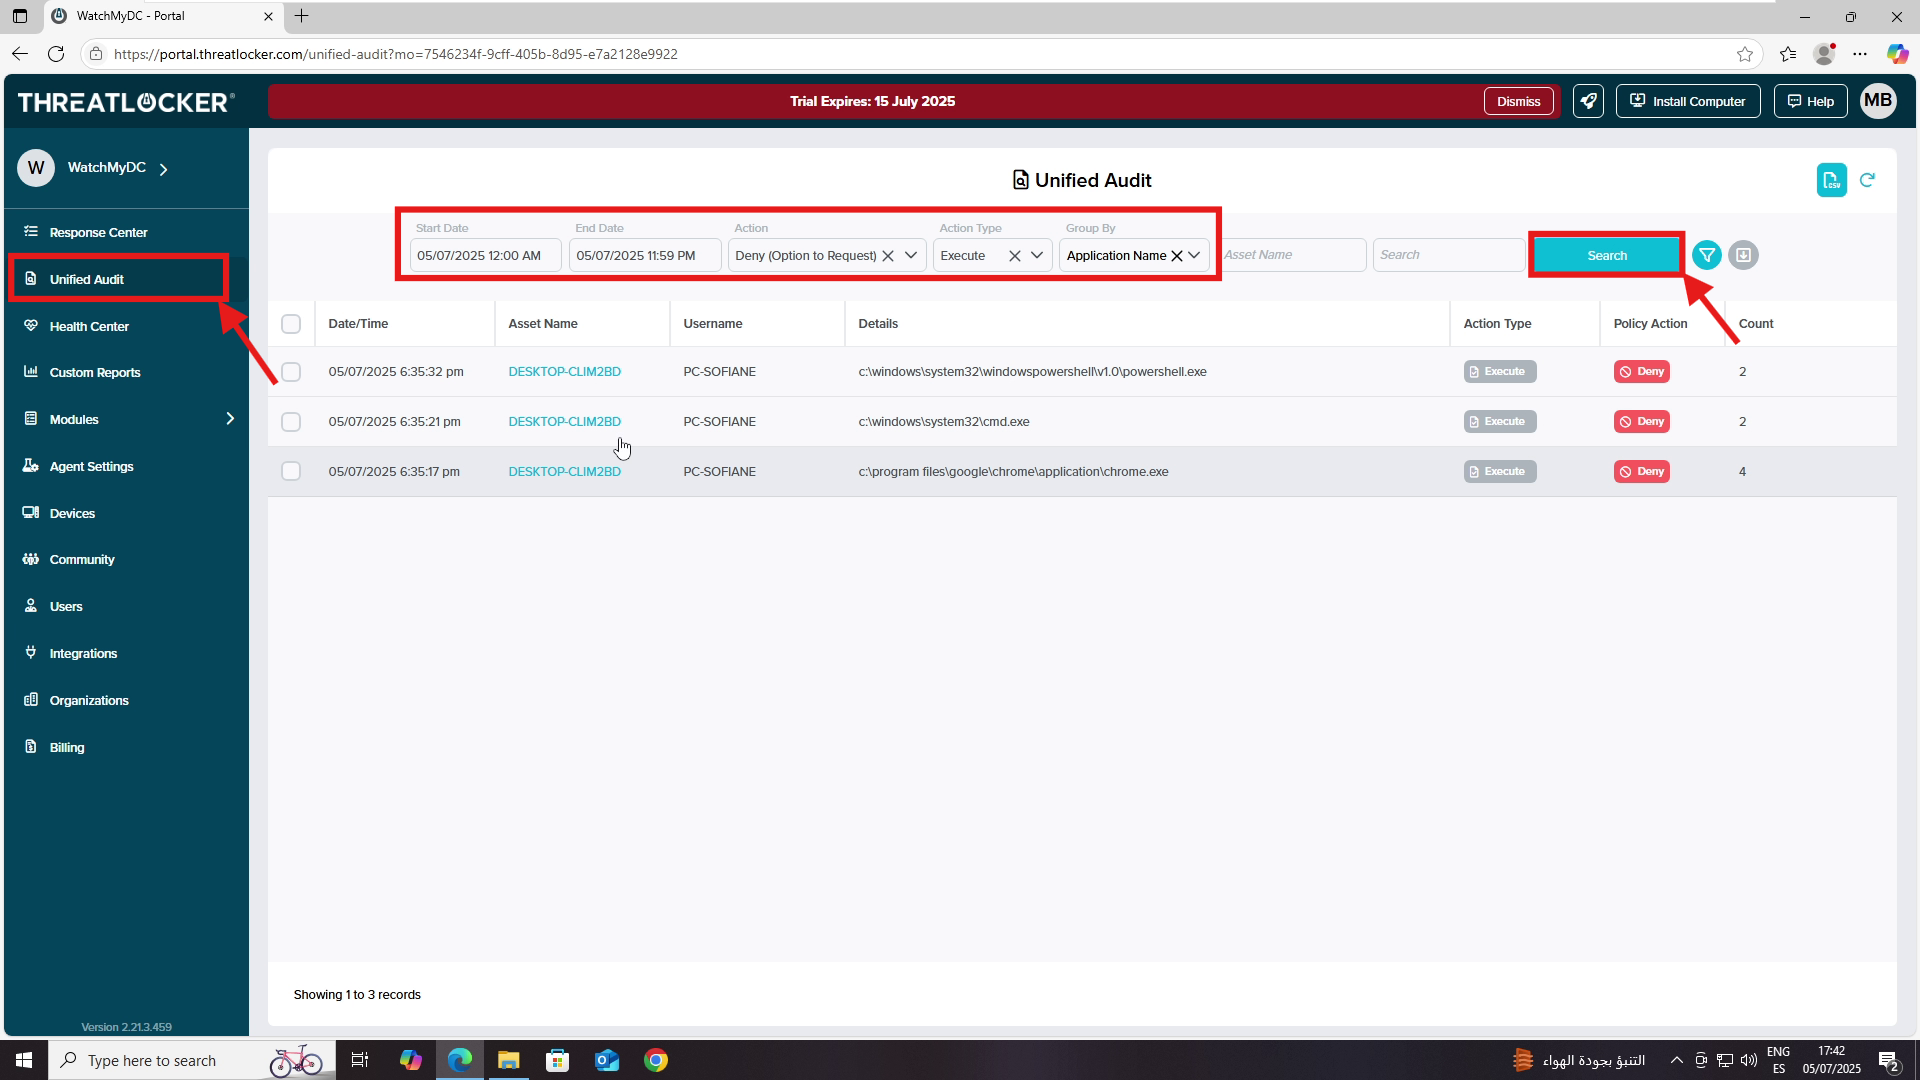 WatchMyDC - Portal
https://portal.threatlocker.com/unified-audit?mo=7546234f-9cff-405b-8d95-e7a2128e9922
THREATLOCKER®
Trial Expires: 15 July 2025
Dismiss
Install Computer
Help
MB
W
WatchMyDC
Response Center
Unified Audit
Health Center
Custom Reports
Modules
Agent Settings
Devices
Community
Users
Integrations
Organizations
Billing
Version 2.21.3.459
Unified Audit
CSV
Start Date End Date Action Action Type Group By
05/07/2025 12:00 AM 05/07/2025 11:59 PM Deny (Option to Request) Execute Application Name Asset Name Search Search
Date/Time Asset Name Username Details Action Type Policy Action Count
05/07/2025 6:35:32 pm DESKTOP-CLIM2BD PC-SOFIANE c:\windows\system32\windowspowershell\v1.0\powershell.exe Execute Deny 2
05/07/2025 6:35:21 pm DESKTOP-CLIM2BD PC-SOFIANE c:\windows\system32\cmd.exe Execute Deny 2
05/07/2025 6:35:17 pm DESKTOP-CLIM2BD PC-SOFIANE c:\program files\google\chrome\application\chrome.exe Execute Deny 4
Showing 1 to 3 records
Type here to search
التنبؤ بجودة الهواء
ENG
ES
17:42
05/07/2025
2